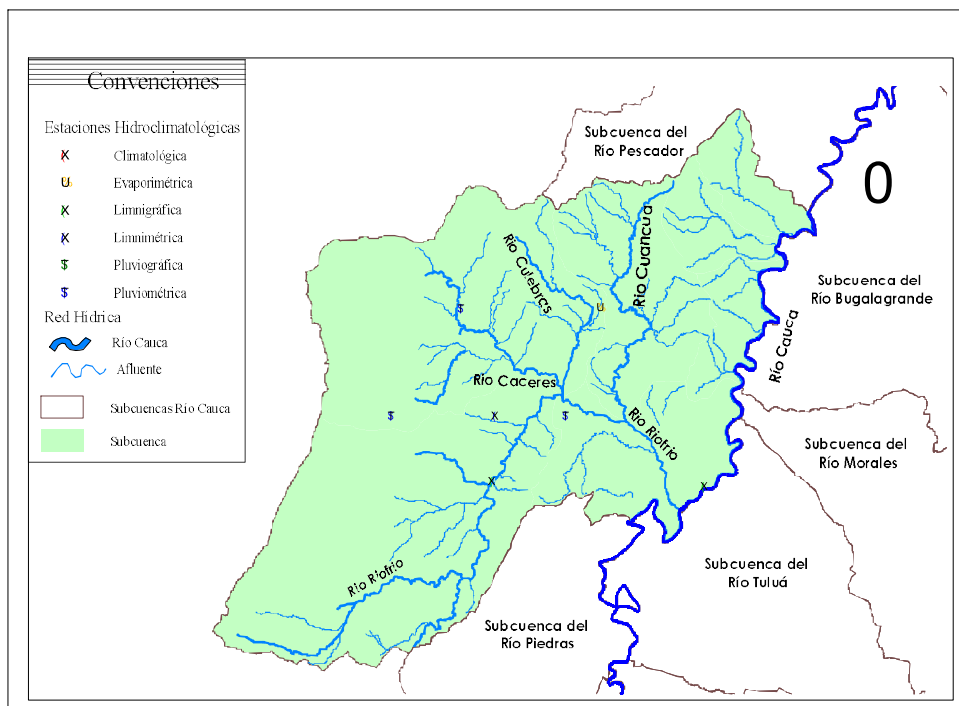 Convenciones
Estaciones Hidroclimatológicas
X Climatológica
U Evaporimétrica
X Limnigráfica
X Limnimétrica
$ Pluviográfica
$ Pluviométrica
Red Hídrica
Río Cauca
Afluente
Subcuencas Río Cauca
Subcuenca
Subcuenca del
Río Pescador
0
Río Culebras
Río Cuancua
Subcuenca del
Río Bugalagrande
$
U
Río Cauca
Río Caceres
$
X
$
Río Riofrio
Subcuenca del
Río Morales
X
X
Subcuenca del
Río Tuluá
Río Riofrio
Subcuenca del
Río Piedras